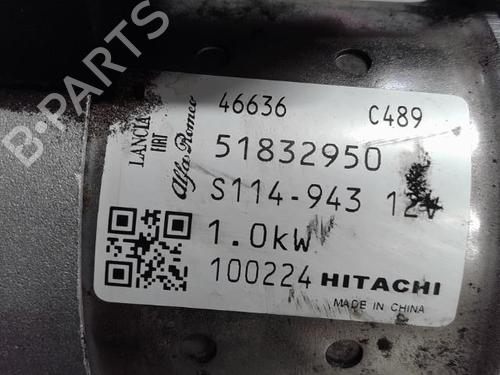 B-PARTS
46636 C489
LANCIA
FIAT
Alfa Romeo
51832950
S114-943 12V
1.0kW
100224 HITACHI
MADE IN CHINA